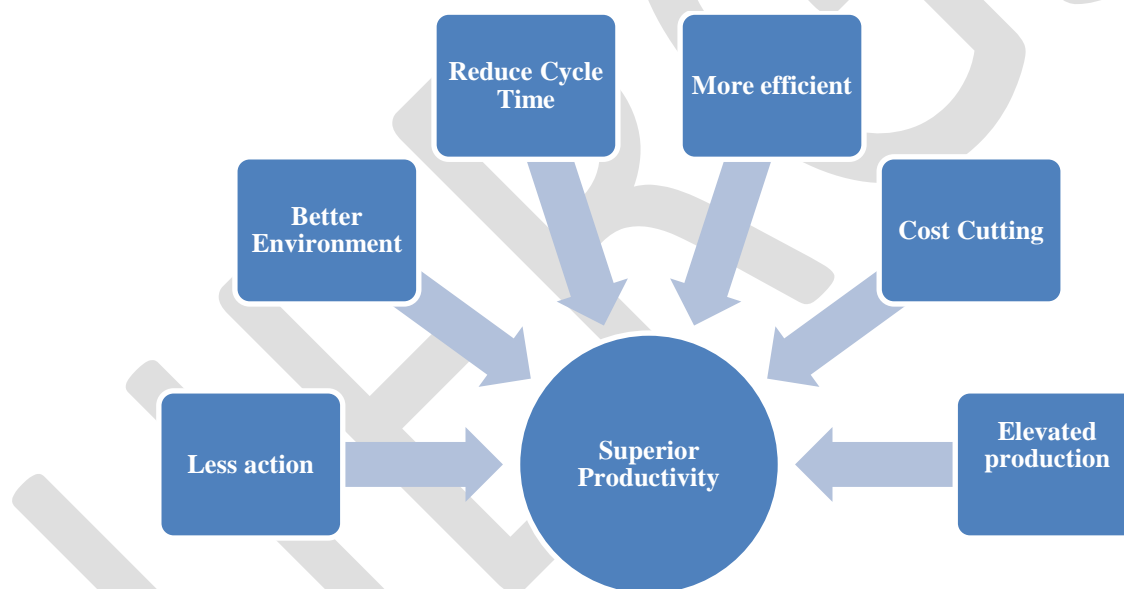 Reduce Cycle
Time
More efficient
Better
Environment
Cost Cutting
Less action
Superior
Productivity
Elevated
production